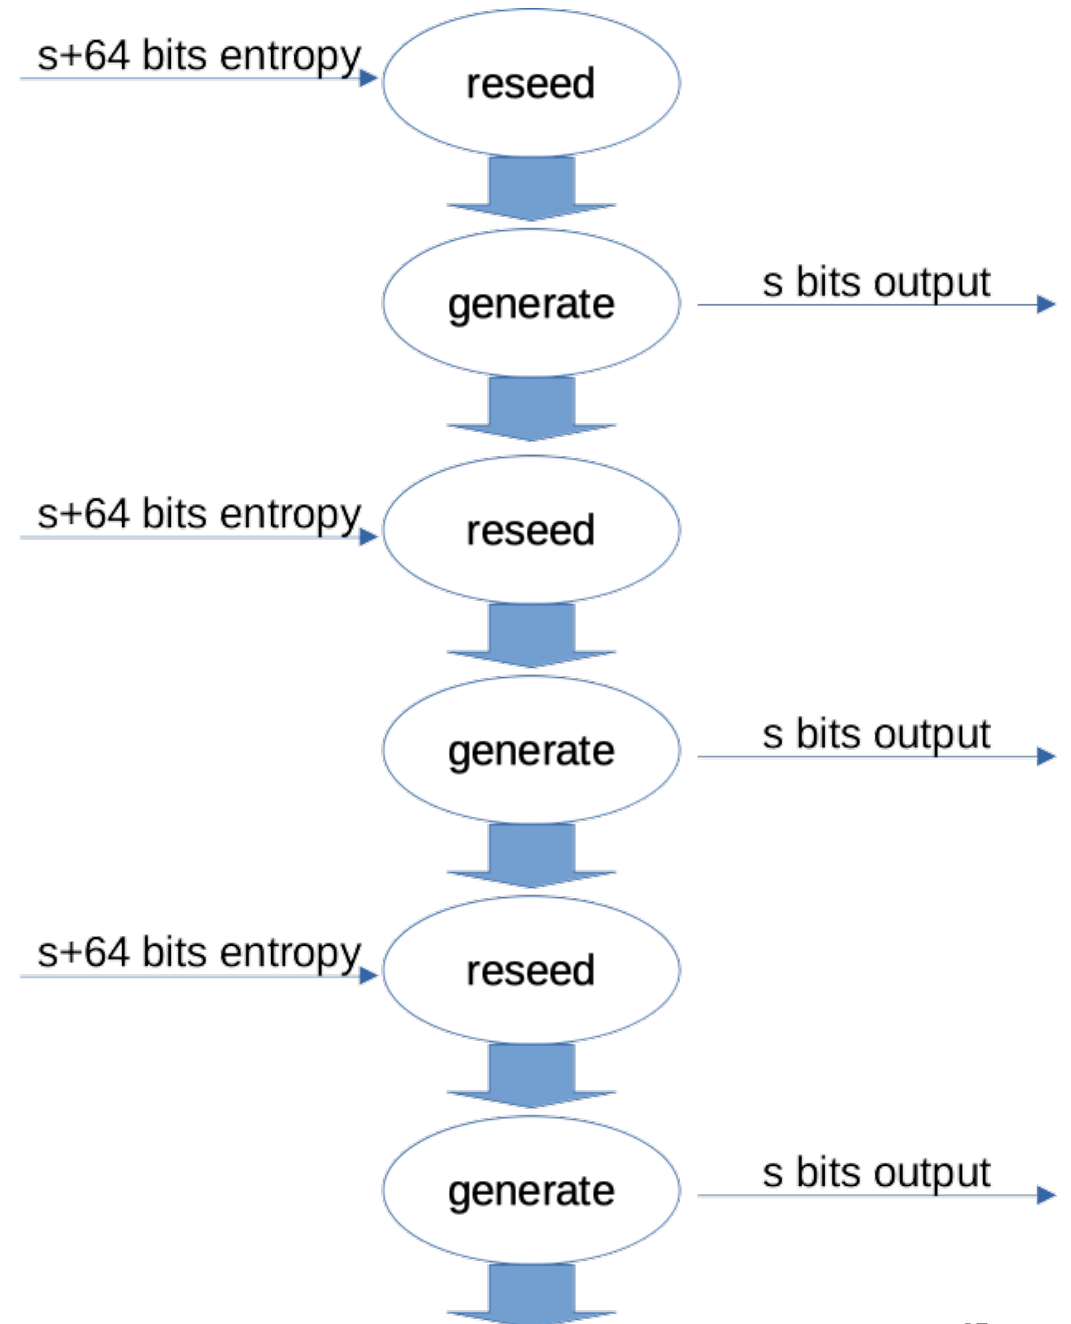 s+64 bits entropy
reseed
generate
s bits output
s+64 bits entropy
reseed
generate
s bits output
s+64 bits entropy
reseed
generate
s bits output